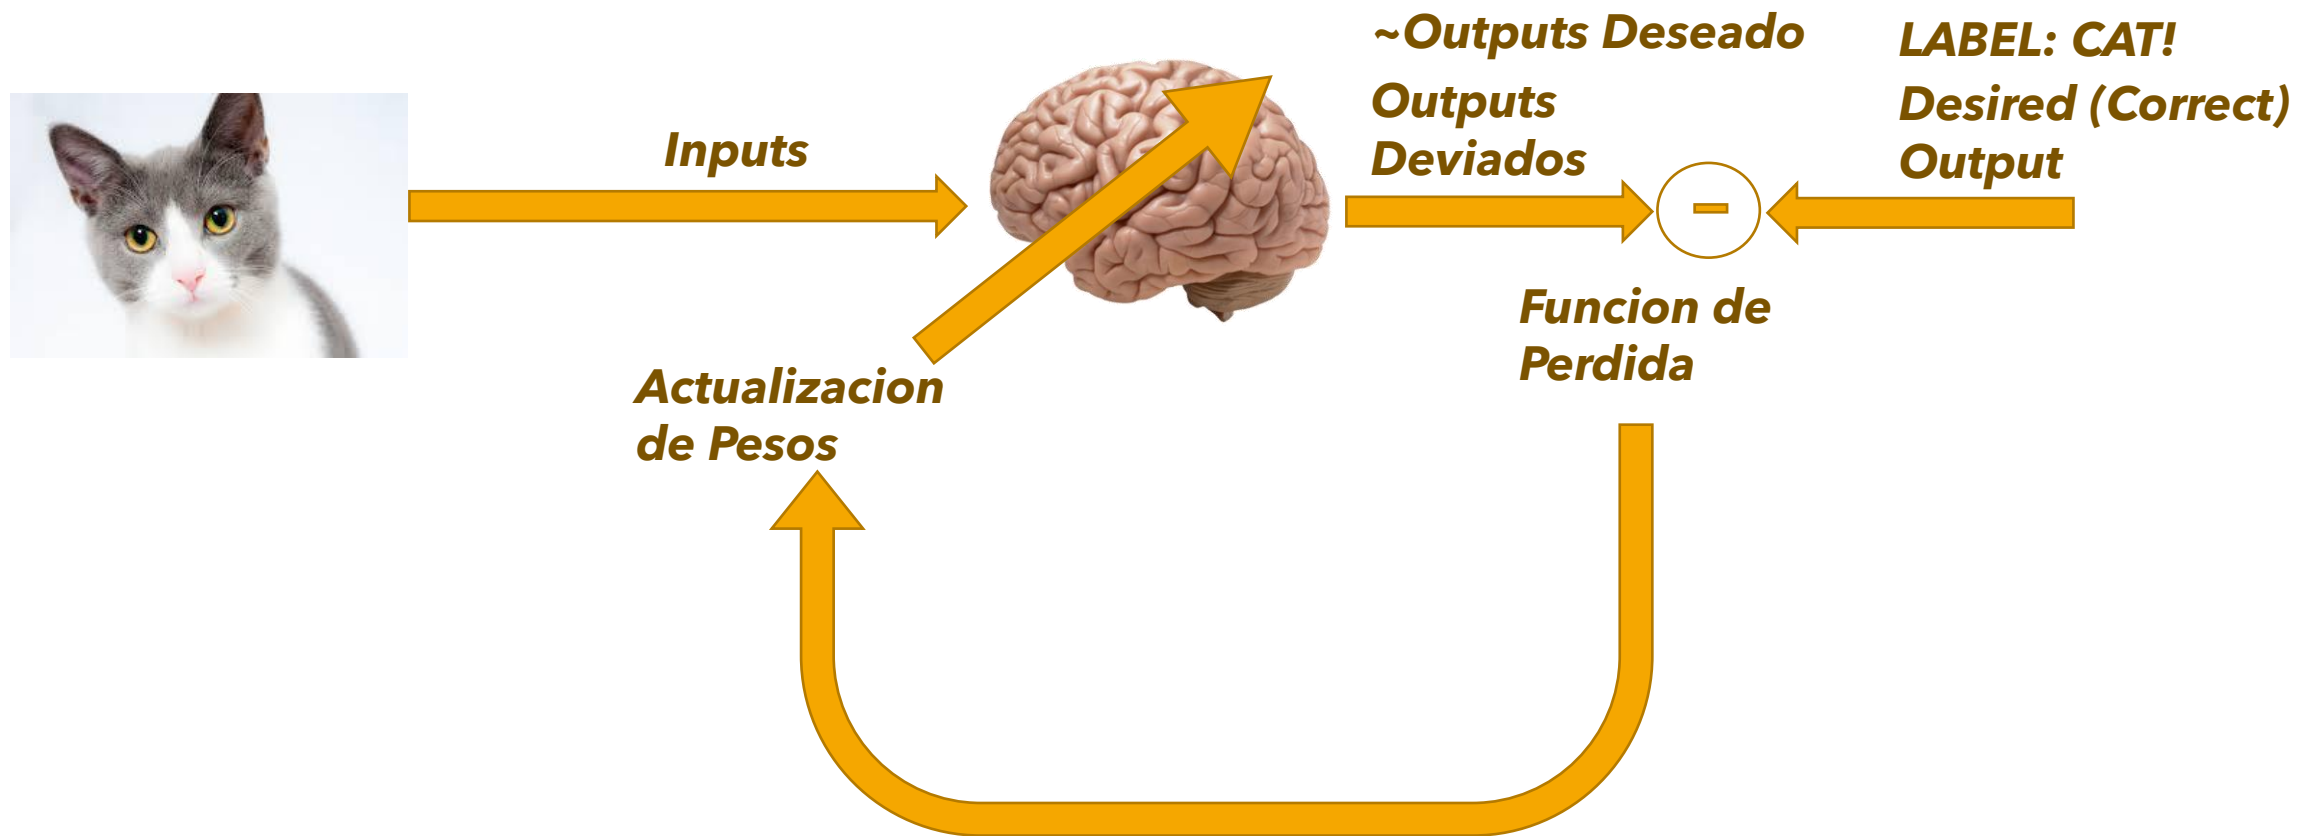 Inputs
~Outputs Deseado
Outputs
Deviados
LABEL: CAT!
Desired (Correct)
Output
-
Funcion de
Perdida
Actualizacion
de Pesos